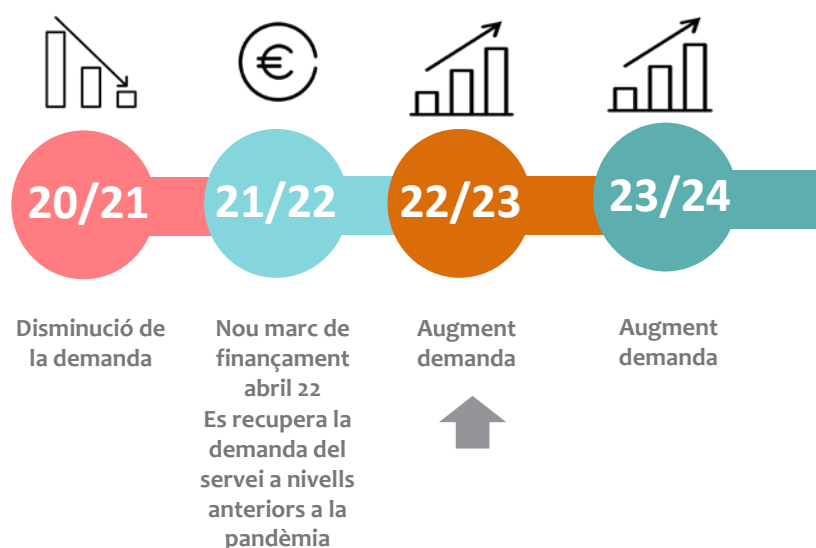 20/21
21/22
22/23
23/24
Disminució de
la demanda
Nou marc de
finançament
abril 22
Es recupera la
demanda del
servei a nivells
anteriors a la
pandèmia
Augment
demanda
Augment
demanda